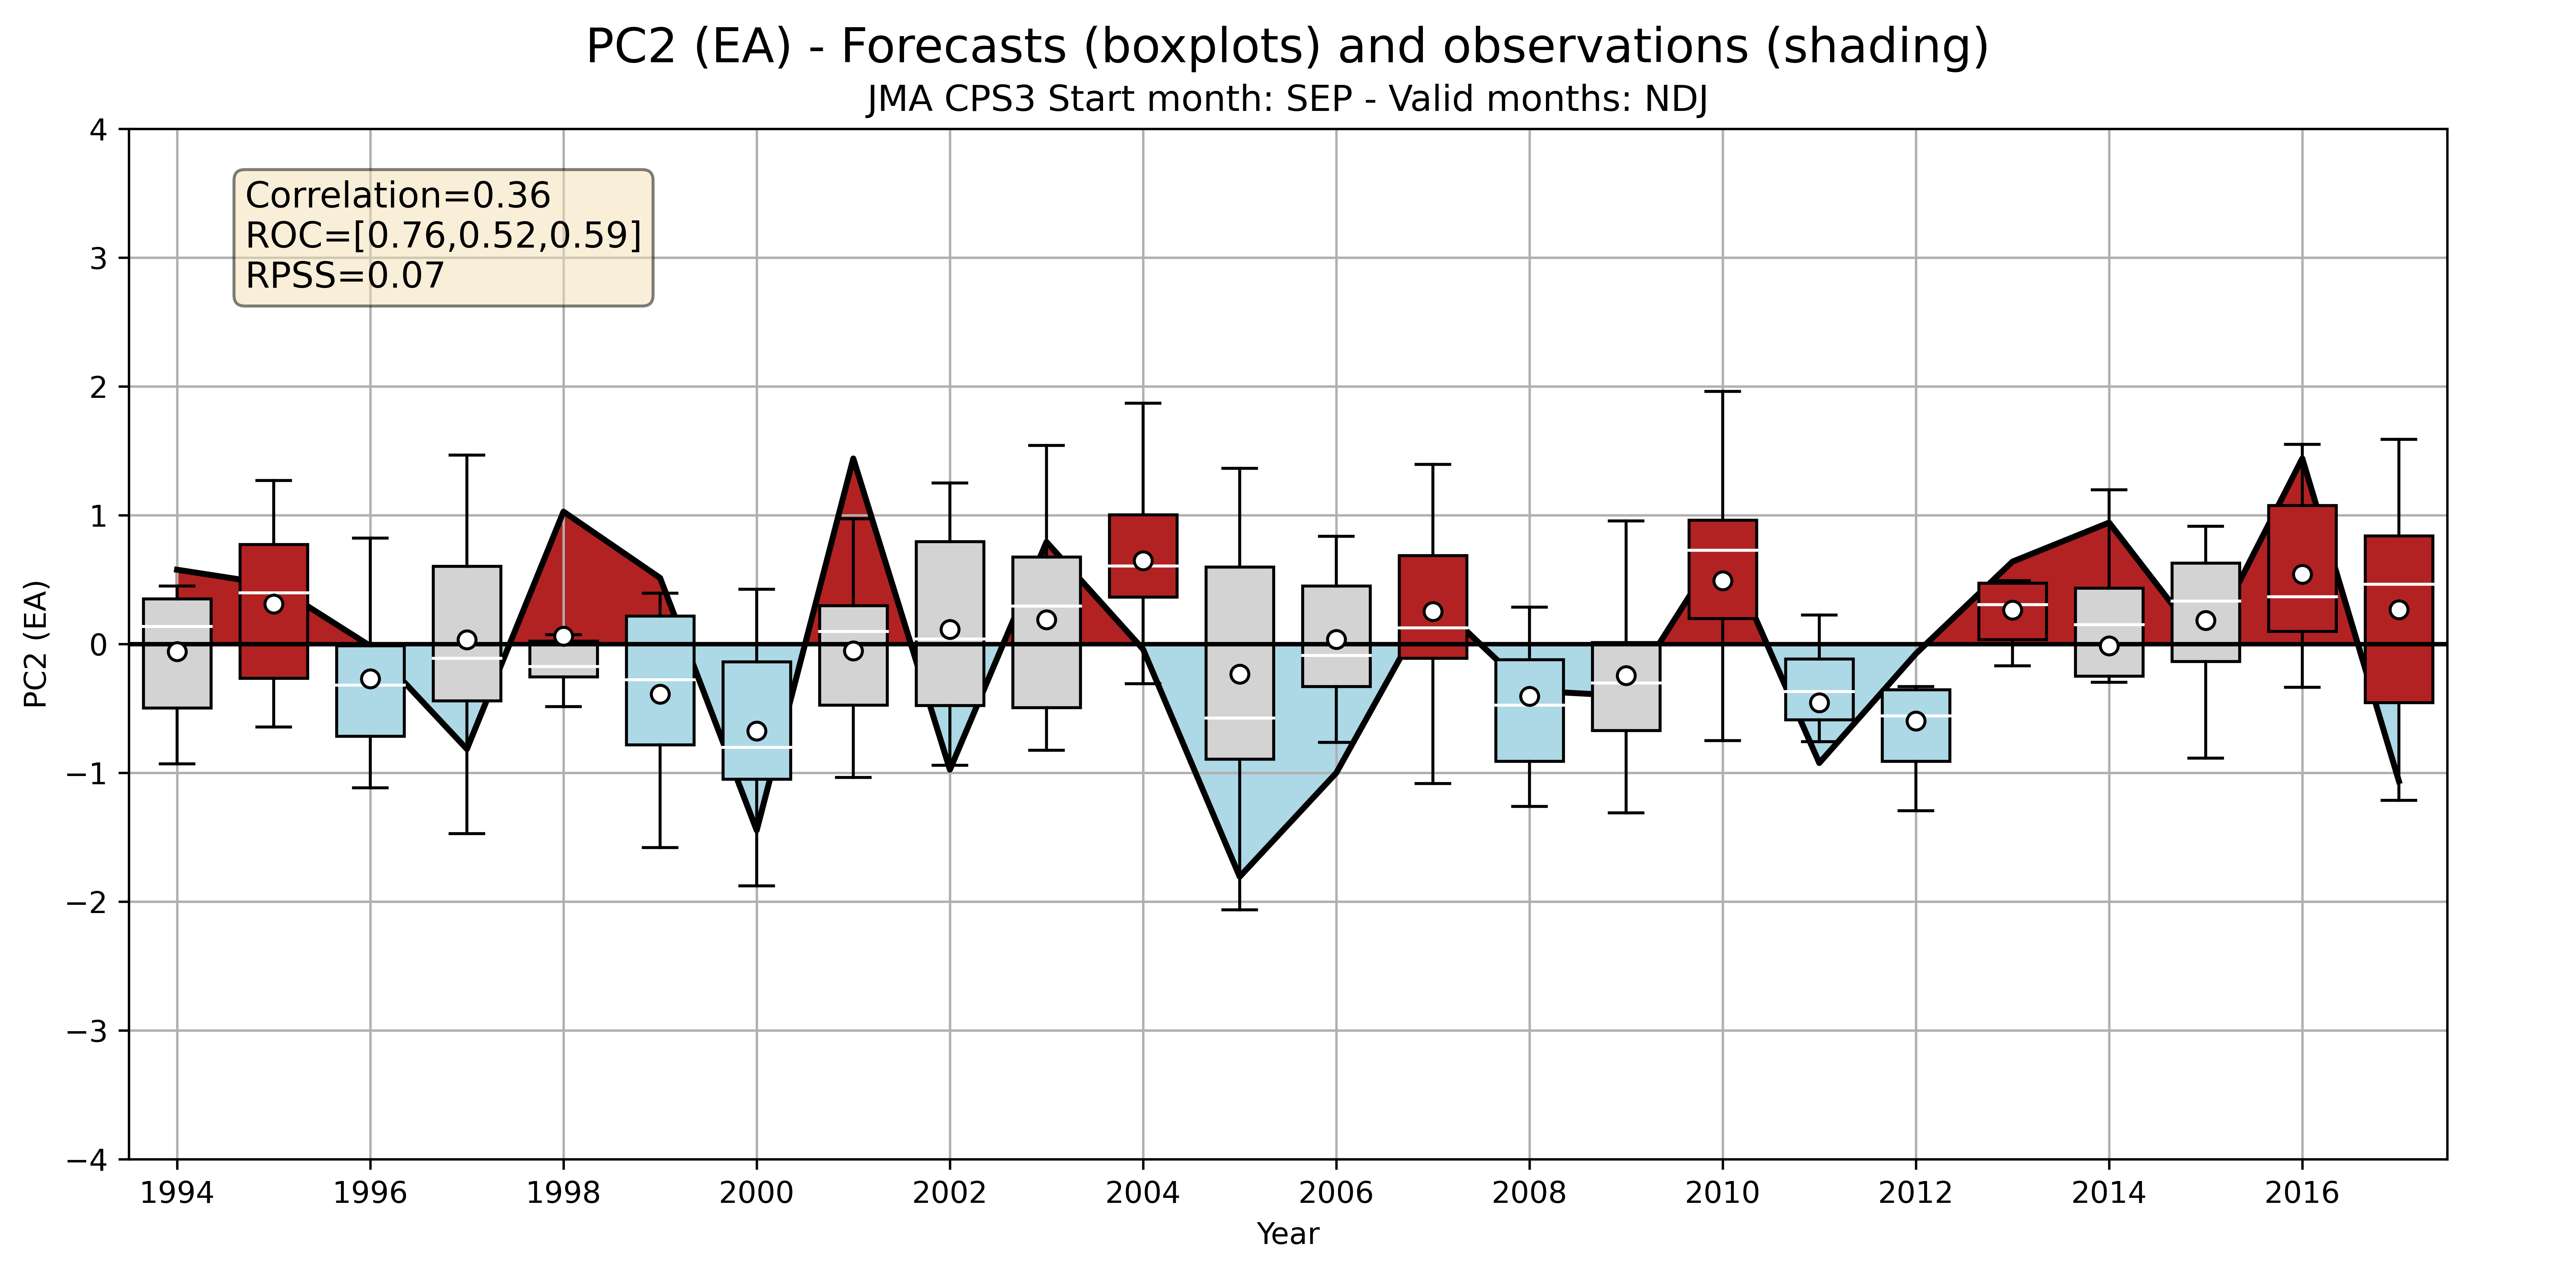 PC2 (EA) - Forecasts (boxplots) and observations (shading)
JMA CPS3 Start month: SEP - Valid months: NDJ
Correlation=0.36
ROC=[0.76,0.52,0.59]
RPSS=0.07
PC2 (EA)
4
3
2
1
0
−1
−2
−3
−4
1994 1996 1998 2000 2002 2004 2006 2008 2010 2012 2014 2016
Year